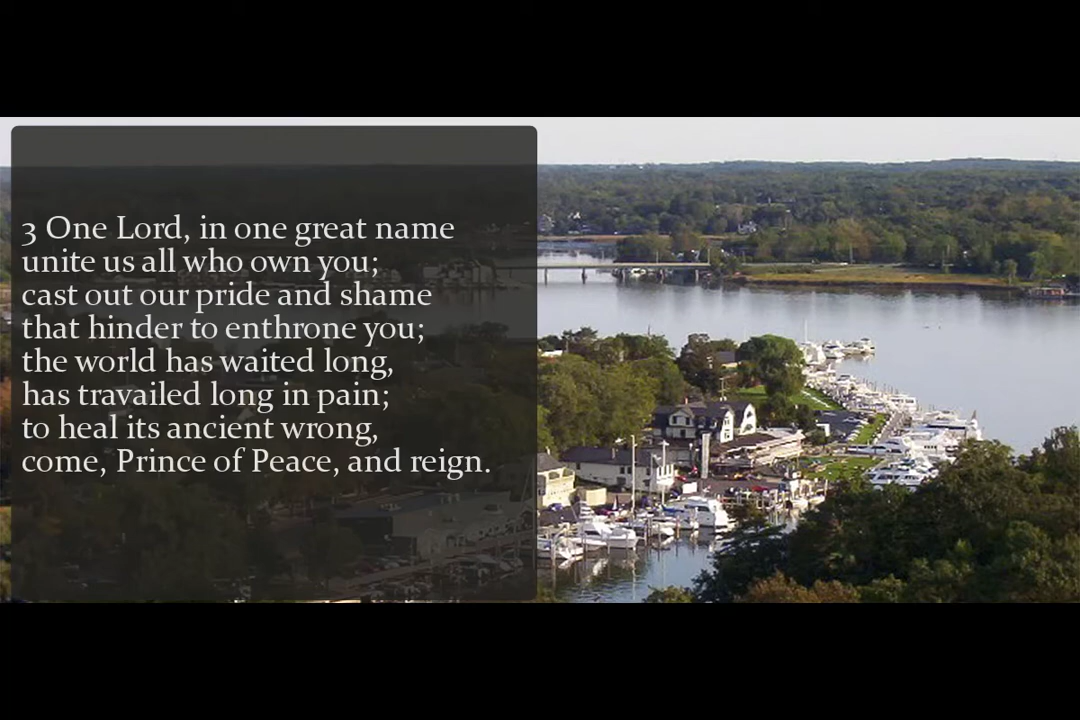 3 One Lord, in one great name
unite us all who own you;
cast out our pride and shame
that hinder to enthrone you;
the world has waited long,
has travailed long in pain;
to heal its ancient wrong,
come, Prince of Peace, and reign.